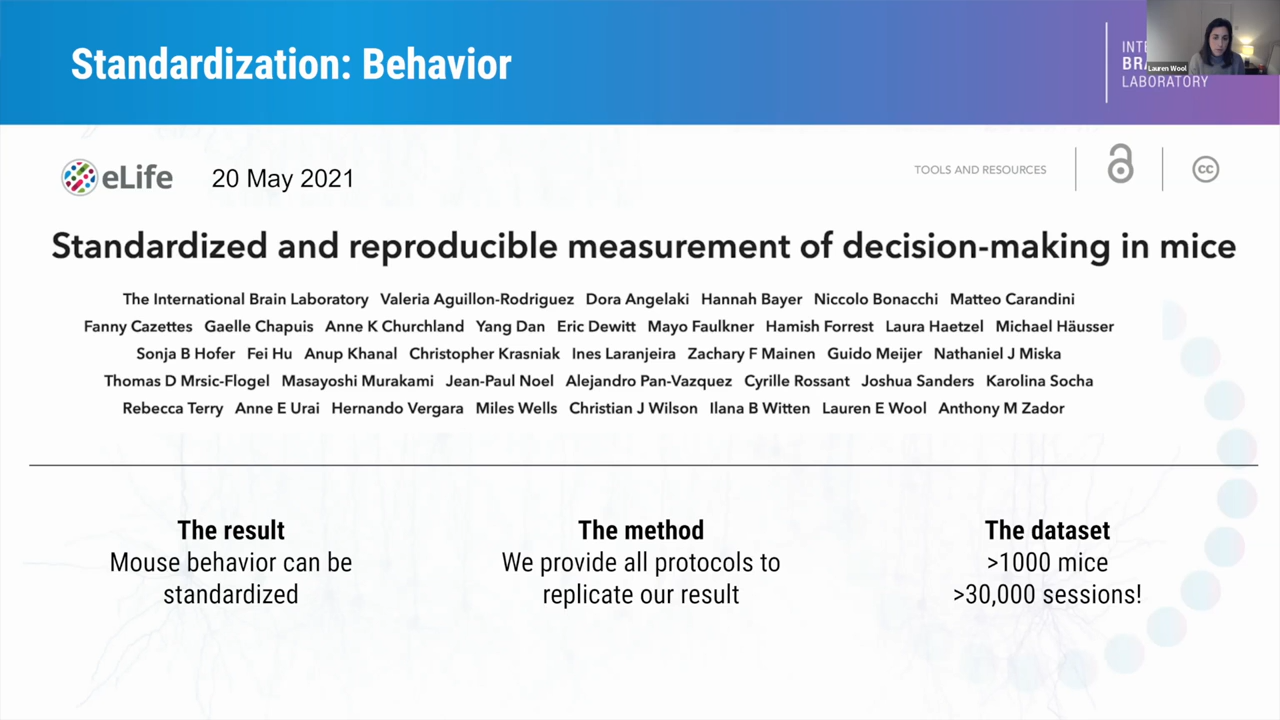 Standardization: Behavior
INTE
BRA
LABORATORY
Lauren Wool
eLife
20 May 2021
TOOLS AND RESOURCES
cc
Standardized and reproducible measurement of decision-making in mice
The International Brain Laboratory Valeria Aguillon-Rodriguez Dora Angelaki Hannah Bayer Niccolo Bonacchi Matteo Carandini
Fanny Cazettes Gaelle Chapuis Anne K Churchland Yang Dan Eric Dewitt Mayo Faulkner Hamish Forrest Laura Haetzel Michael Häusser
Sonja B Hofer Fei Hu Anup Khanal Christopher Krasniak Ines Laranjeira Zachary F Mainen Guido Meijer Nathaniel J Miska
Thomas D Mrsic-Flogel Masayoshi Murakami Jean-Paul Noel Alejandro Pan-Vazquez Cyrille Rossant Joshua Sanders Karolina Socha
Rebecca Terry Anne E Urai Hernando Vergara Miles Wells Christian J Wilson Ilana B Witten Lauren E Wool Anthony M Zador
The result
Mouse behavior can be
standardized
The method
We provide all protocols to
replicate our result
The dataset
>1000 mice
>30,000 sessions!